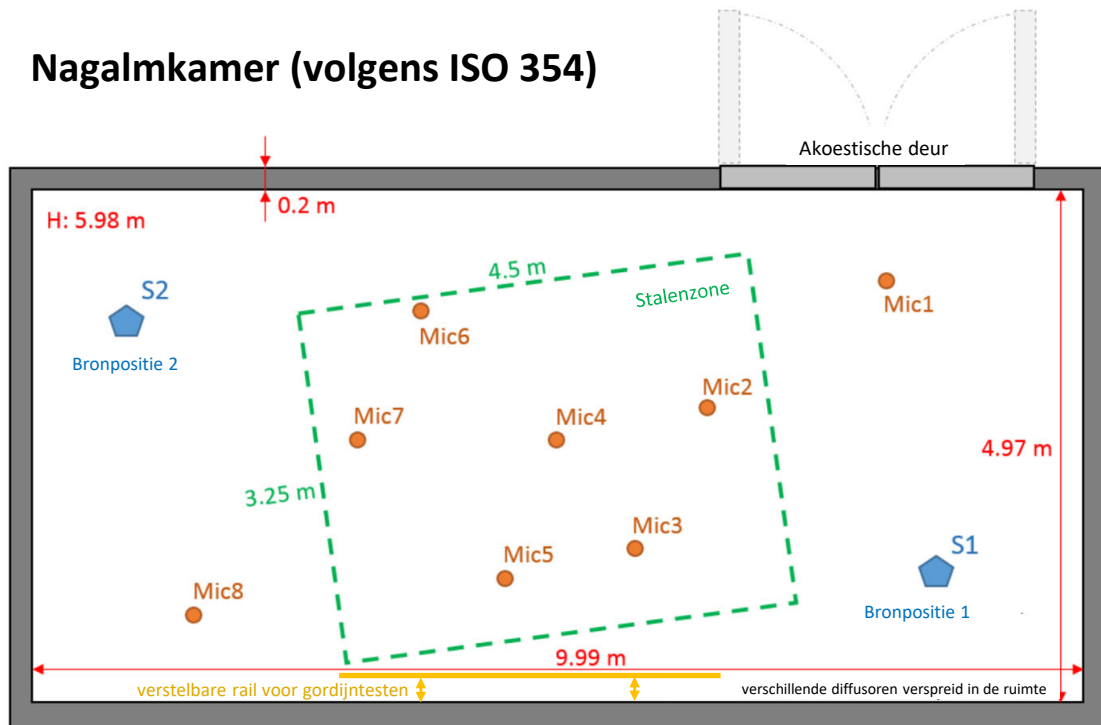 Nagalmkamer (volgens ISO 354)
Akoestische deur
0.2 m
H: 5.98 m
4.5 m
Stalenzone
S2
Mic1
Mic6
Bronpositie 2
Mic2
Mic7
Mic4
4.97 m
3.25 m
Mic3
S1
Mic5
Mic8
Bronpositie 1
9.99 m
verstelbare rail voor gordijntesten
verschillende diffusoren verspreid in de ruimte